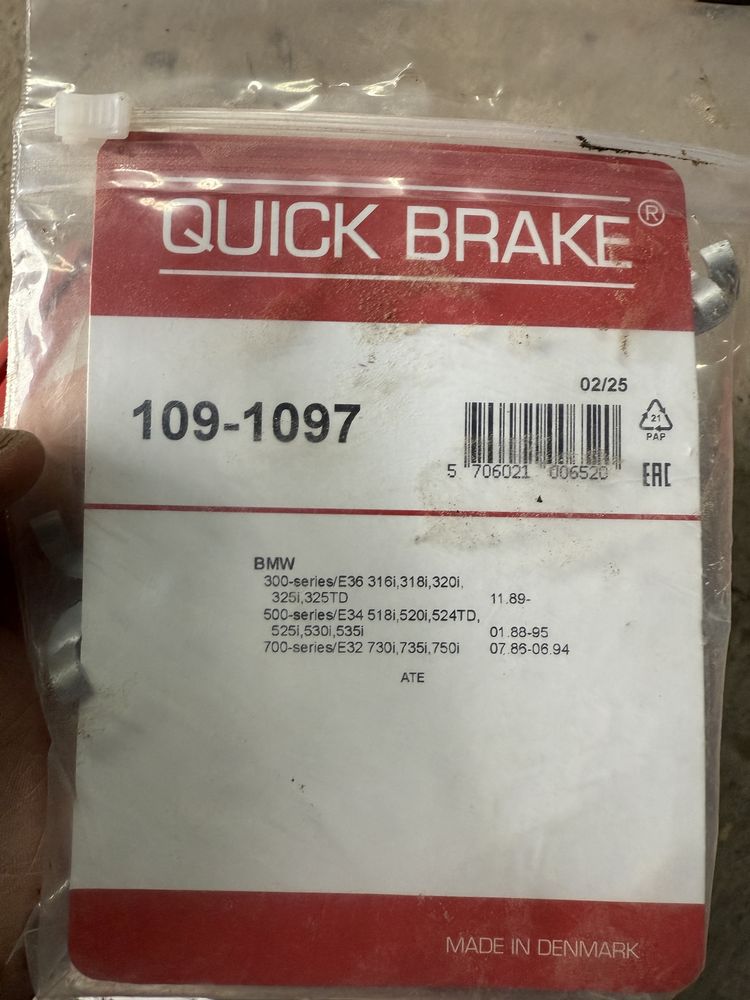 QUICK BRAKE®
02/25
109-1097
21
PAP
5 706021 006520
EAC
BMW
300-series/E36 316i,318i,320i,
325i,325TD 11.89-
500-series/E34 518i,520i,524TD,
525i,530i,535i 01.88-95
700-series/E32 730i,735i,750i 07.86-06.94
ATE
MADE IN DENMARK